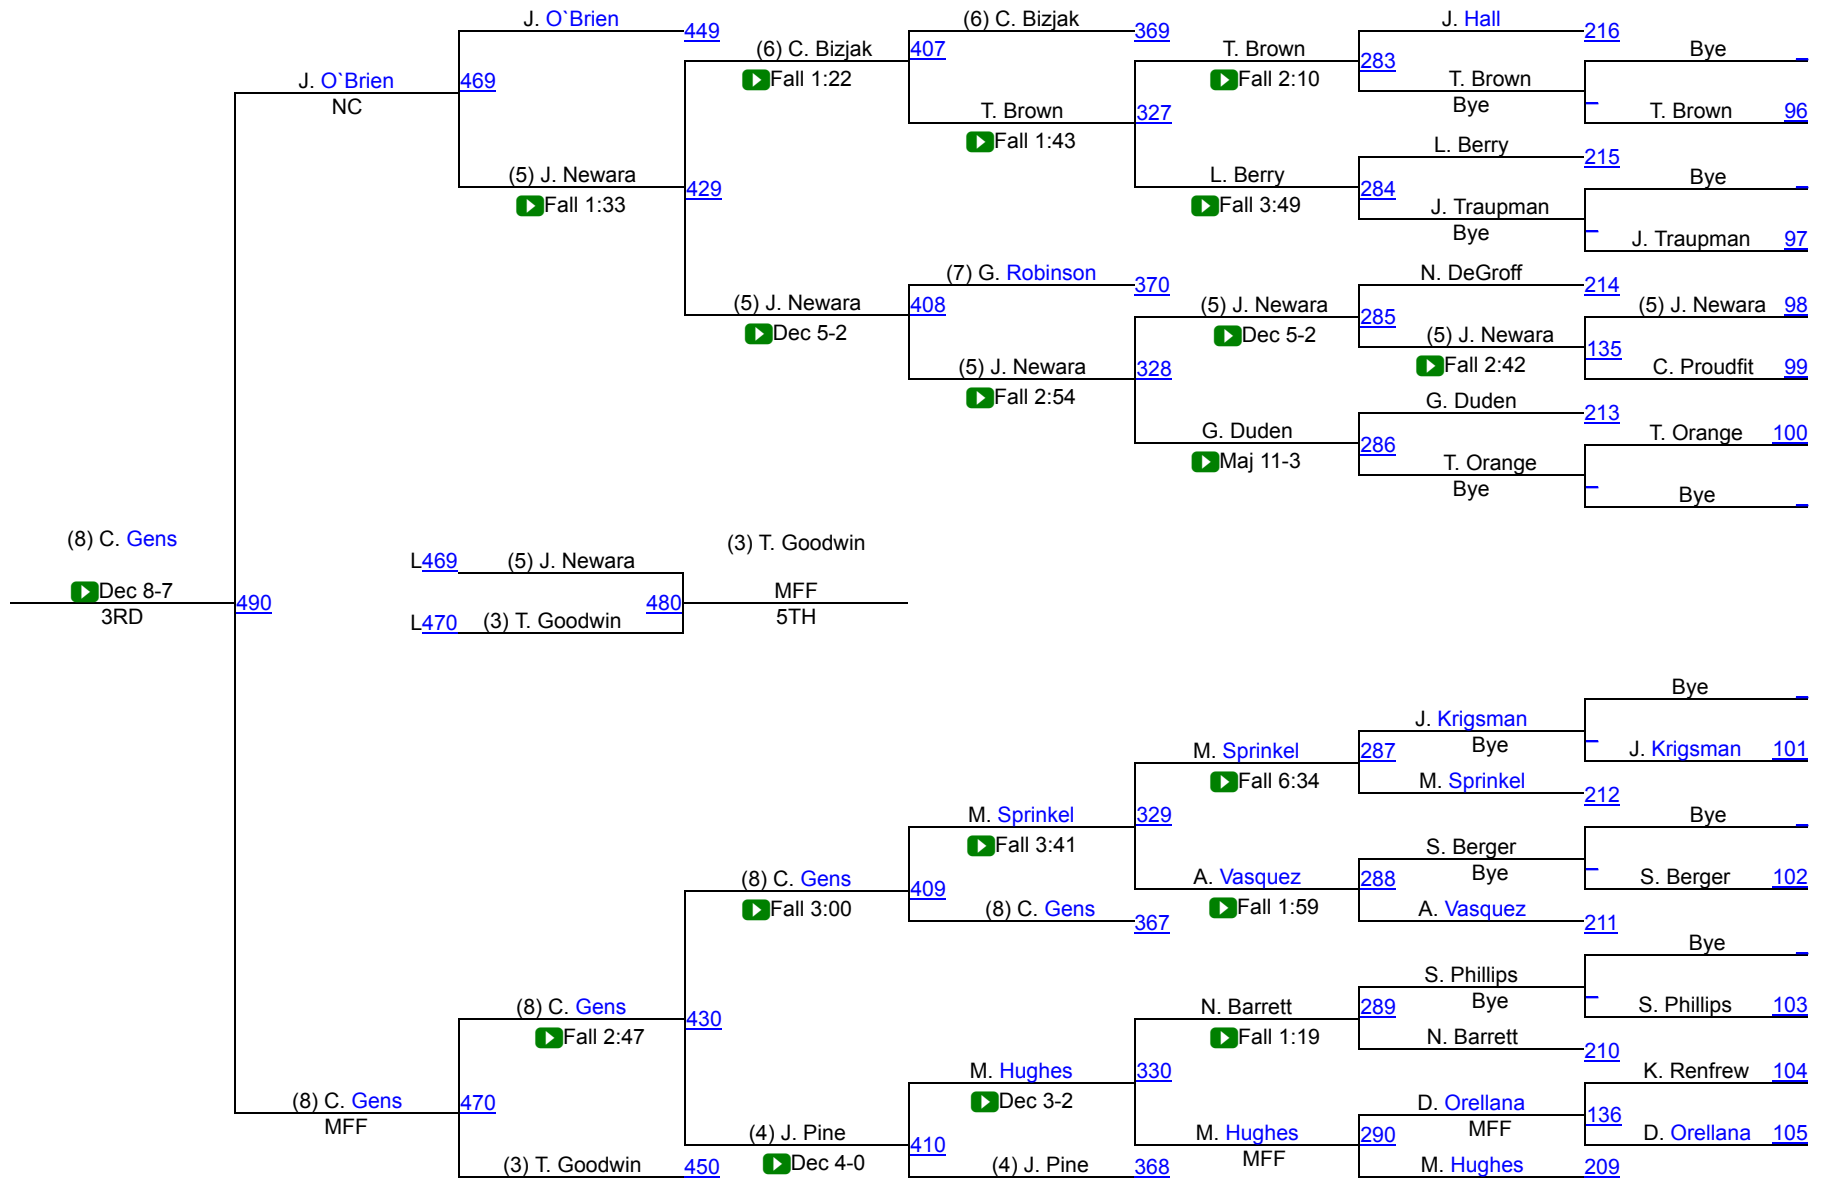 J. O`Brien
449
(6) C. Bizjak
369
J. Hall
216
(6) C. Bizjak
407
Fall 1:22
T. Brown
283
Fall 2:10
Bye
J. O`Brien
469
NC
T. Brown
Bye
T. Brown
327
Fall 1:43
T. Brown 96
L. Berry
215
(5) J. Newara
429
Fall 1:33
L. Berry
284
Fall 3:49
Bye
J. Traupman
Bye
J. Traupman 97
(7) G. Robinson
370
N. DeGroff
214
(5) J. Newara
408
Dec 5-2
(5) J. Newara
285
Dec 5-2
(5) J. Newara 98
(5) J. Newara
135
Fall 2:42
(5) J. Newara
328
Fall 2:54
C. Proudfit 99
G. Duden
213
G. Duden
286
Maj 11-3
T. Orange 100
T. Orange
Bye
Bye
(8) C. Gens
Dec 8-7
3RD
490
L469 (5) J. Newara
L470 (3) T. Goodwin
480
(3) T. Goodwin
MFF
5TH
Bye
J. Krigsman
Bye
J. Krigsman 101
M. Sprinkel
287
Fall 6:34
M. Sprinkel
212
M. Sprinkel
329
Fall 3:41
Bye
S. Berger
Bye
S. Berger 102
(8) C. Gens
409
Fall 3:00
A. Vasquez
288
Fall 1:59
(8) C. Gens
367
A. Vasquez
211
Bye
S. Phillips
Bye
S. Phillips 103
(8) C. Gens
430
Fall 2:47
N. Barrett
289
Fall 1:19
N. Barrett
210
M. Hughes
330
Dec 3-2
K. Renfrew 104
(8) C. Gens
470
MFF
D. Orellana
136
MFF
D. Orellana 105
(4) J. Pine
410
Dec 4-0
M. Hughes
290
MFF
(3) T. Goodwin
450
(4) J. Pine
368
M. Hughes
209